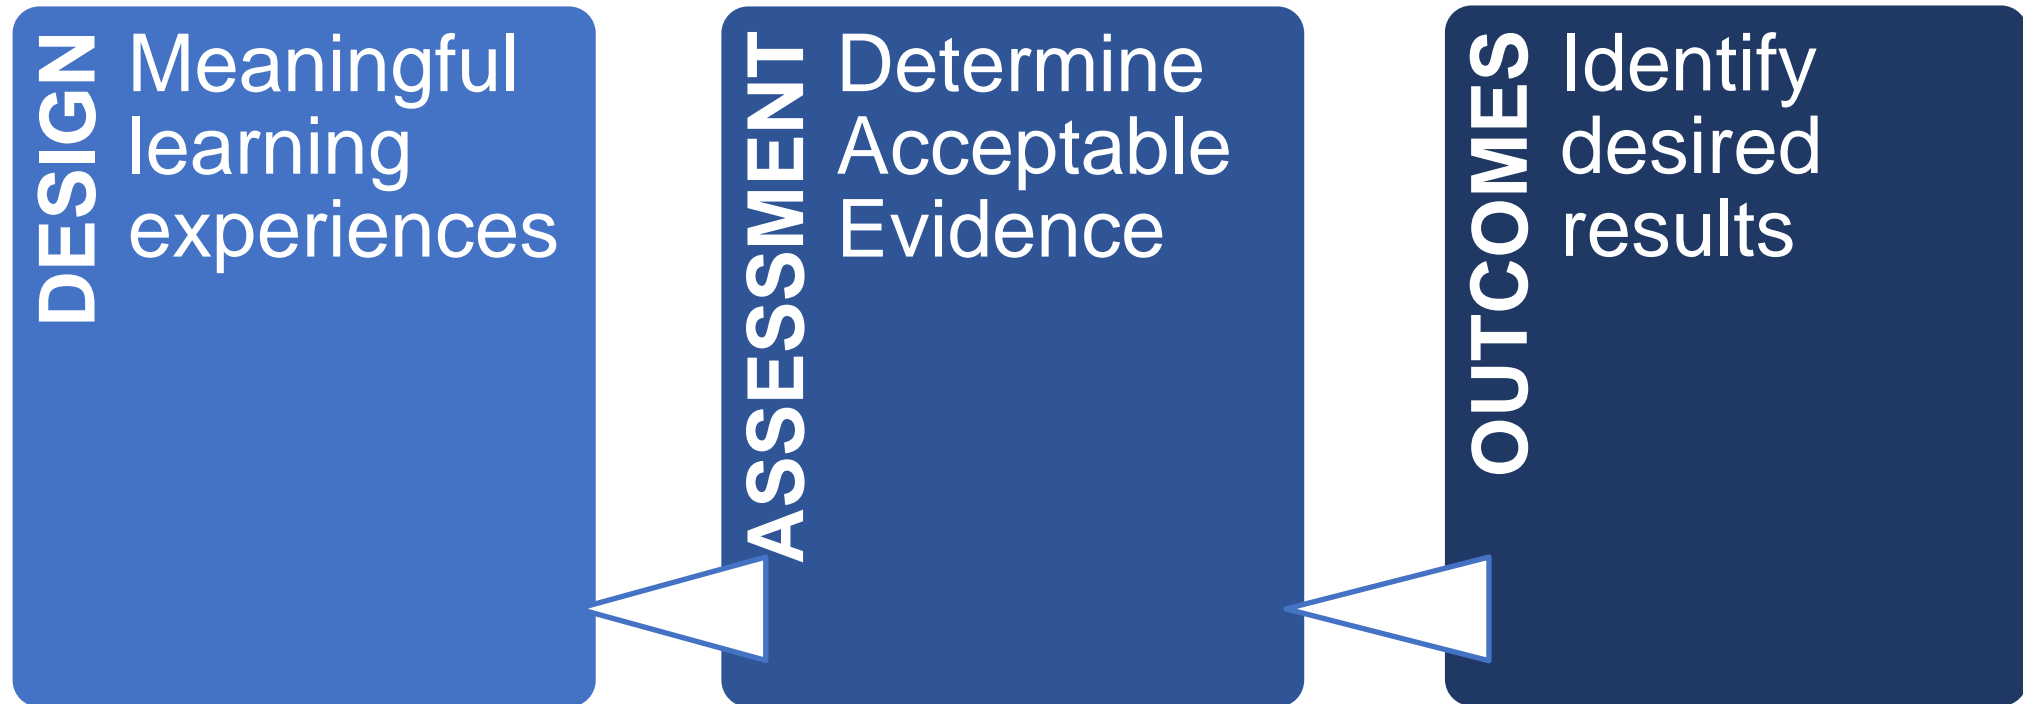 DESIGN
Meaningful
learning
experiences
ASSESSMENT
Determine
Acceptable
Evidence
OUTCOMES
Identify
desired
results